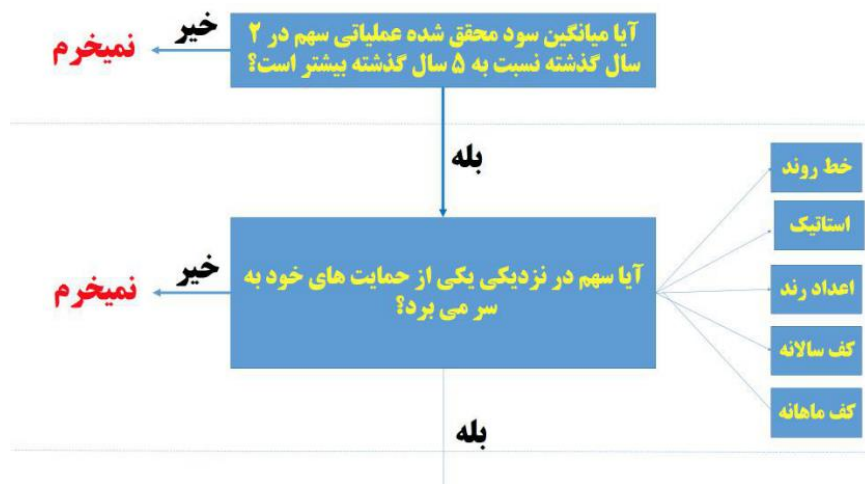 آیا میانگین سود محقق شده عملیاتی سهم در ۲
سال گذشته نسبت به ۵ سال گذشته بیشتر است؟
خیر
نمیخرم
بله
آیا سهم در نزدیکی یکی از حمایت های خود به
سر می برد؟
خیر
نمیخرم
خط روند
استاتیک
اعداد رند
کف سالانه
کف ماهانه
بله